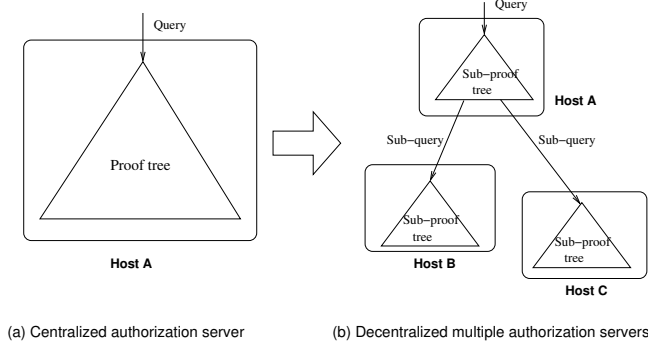 Query
Proof tree
Host A
(a) Centralized authorization server
Query
Sub-proof
tree
Host A
Sub-query
Sub-query
Sub-proof
tree
Host B
Sub-proof
tree
Host C
(b) Decentralized multiple authorization servers